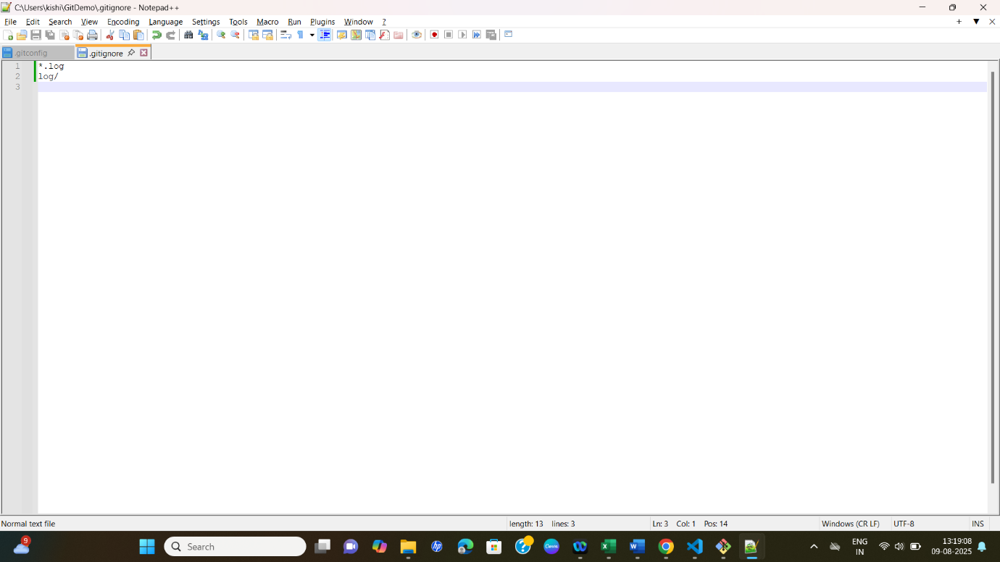 C:\Users\kishi\GitDemo\.gitignore - Notepad++
File Edit Search View Encoding Language Settings Tools Macro Run Plugins Window ?
.gitconfig .gitignore
1 *.log
2 log/
3
Normal text file length: 13 lines: 3 Ln: 3 Col: 1 Pos: 14 Windows (CR LF) UTF-8 INS
9 Search ENG 13:19:08
IN 09-08-2025